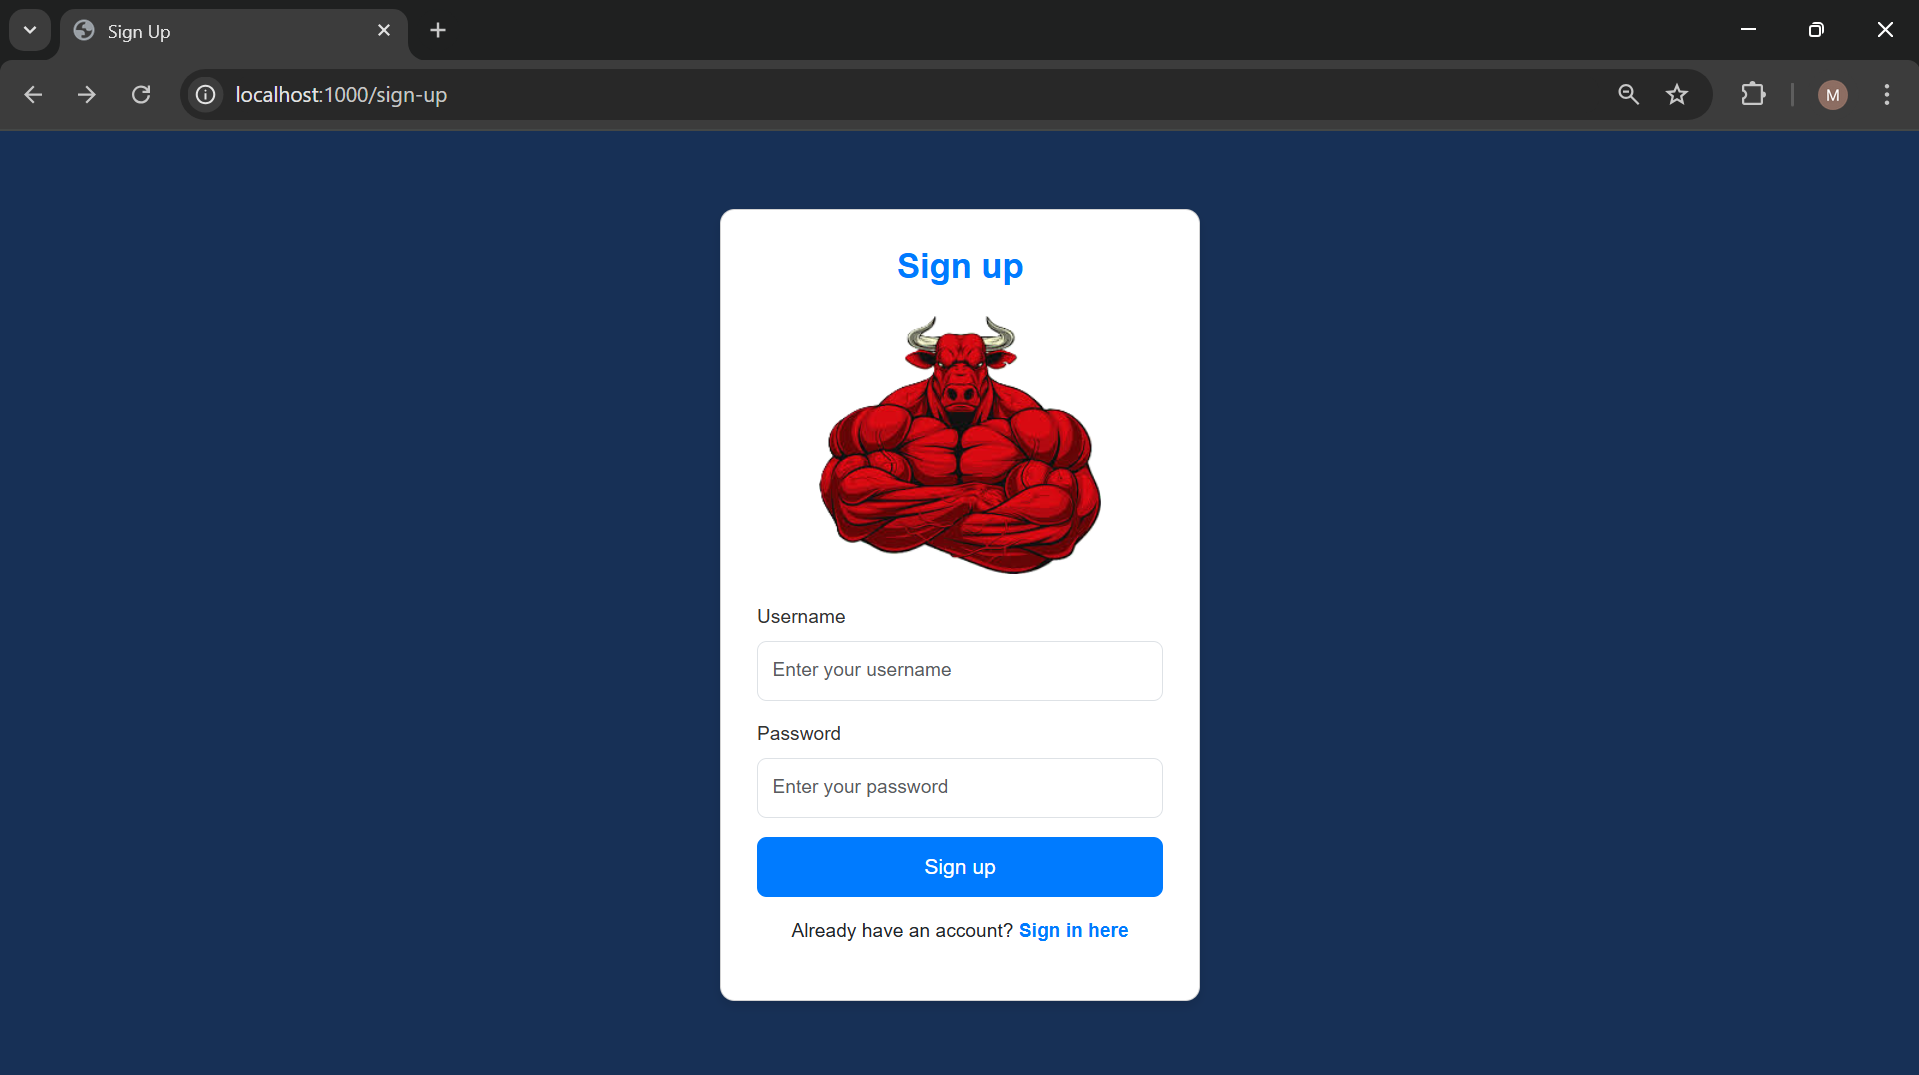 Sign Up
localhost:1000/sign-up
M
Sign up
Username
Enter your username
Password
Enter your password
Sign up
Already have an account? Sign in here